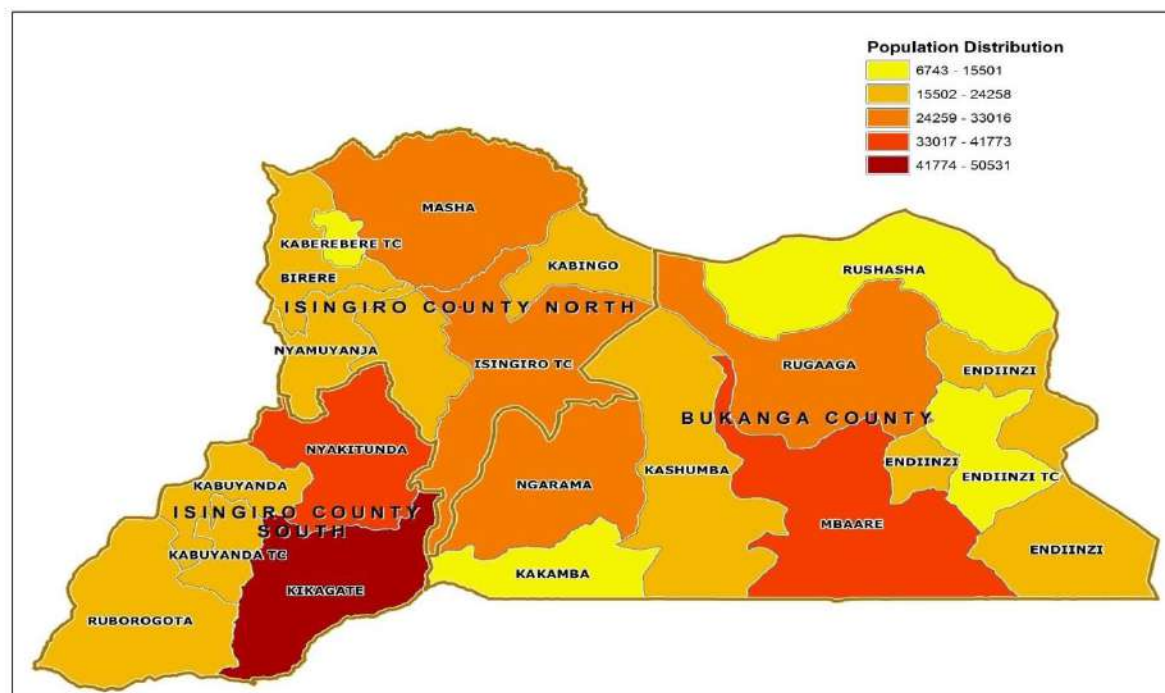 Population Distribution
6743 - 15501
15502 - 24258
24259 - 33016
33017 - 41773
41774 - 50531
MASHA
KABEREBERE TC
KABINGO
RUSHASHA
BIRERE
ISINGIRO COUNTY NORTH
NYAMUYANJA
ISINGIRO TC
RUGAAGA
ENDIINZI
BUKANGA COUNTY
NYAKITUNDA
KASHUMBA
ENDIINZI
ENDIINZI TC
KABUYANDA
NGARAMA
ISINGIRO COUNTY
SOUTH
MBAARE
KABUYANDA TC
ENDIINZI
KAKAMBA
KIKAGATE
RUBOROGOTA